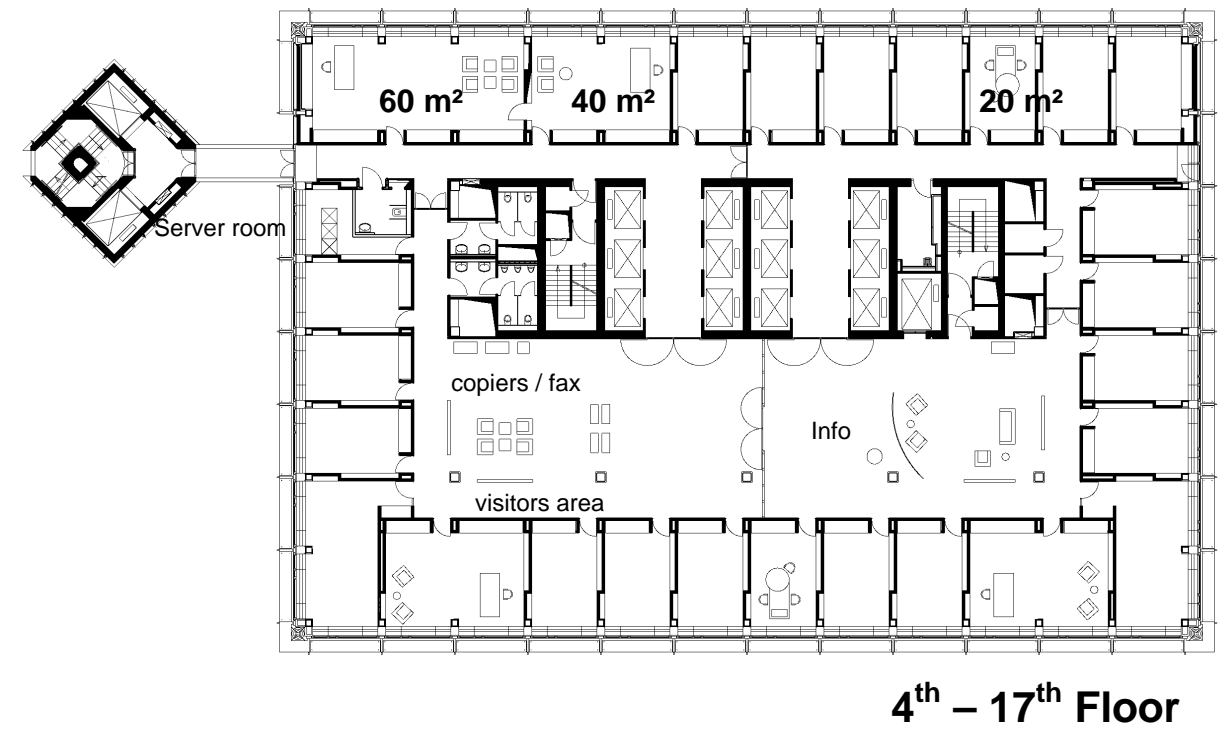 60 m²
40 m²
20 m²
Server room
copiers / fax
Info
visitors area
4th – 17th Floor